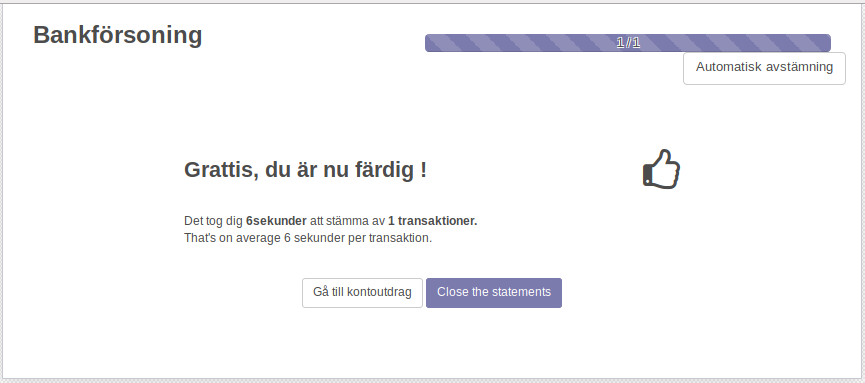 Bankförsoning
1 / 1
Automatisk avstämning
Grattis, du är nu färdig !
Det tog dig 6sekunder att stämma av 1 transaktioner.
That's on average 6 sekunder per transaktion.
Gå till kontoutdrag
Close the statements